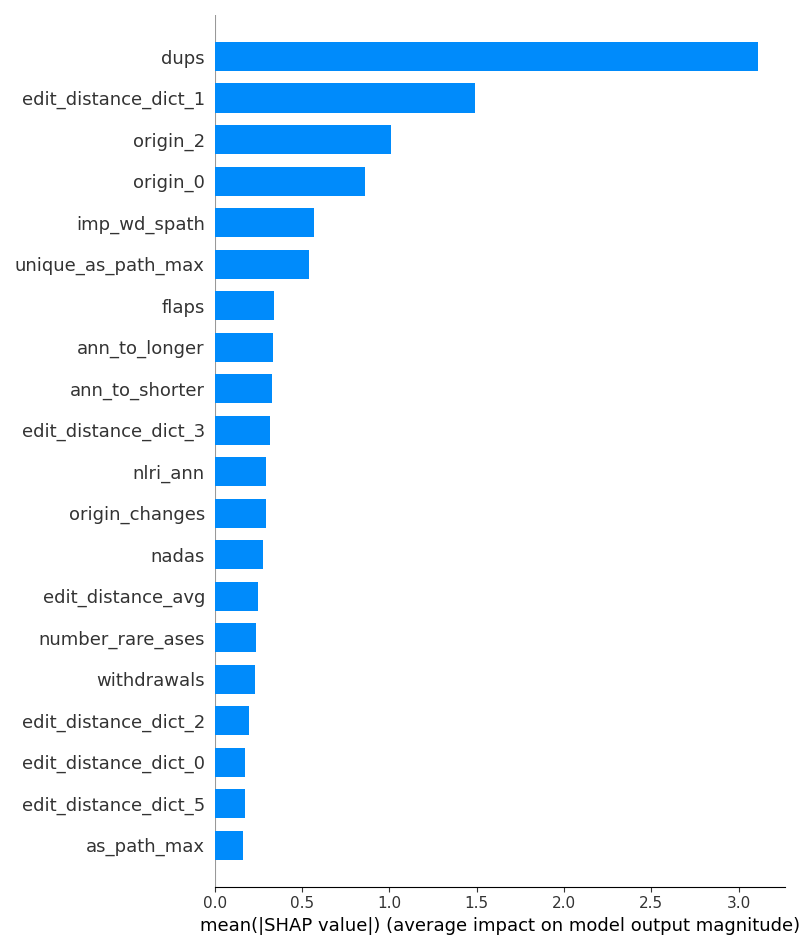 dups
edit_distance_dict_1
origin_2
origin_0
imp_wd_spath
unique_as_path_max
flaps
ann_to_longer
ann_to_shorter
edit_distance_dict_3
nlri_ann
origin_changes
nadas
edit_distance_avg
number_rare_ases
withdrawals
edit_distance_dict_2
edit_distance_dict_0
edit_distance_dict_5
as_path_max
0.0 0.5 1.0 1.5 2.0 2.5 3.0
mean(|SHAP value|) (average impact on model output magnitude)